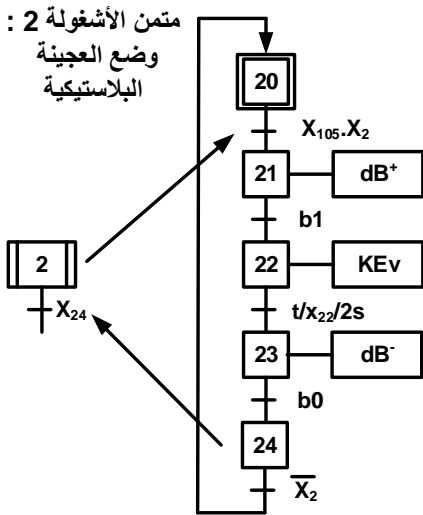 متمن الأشغولة 2 :
وضع العجينة
البلاستيكية
20
X₁₀₅.X₂
21
dB⁺
b1
2
22
KEv
X₂₄
t/x₂₂/2s
23
dB⁻
b0
24
X̅₂